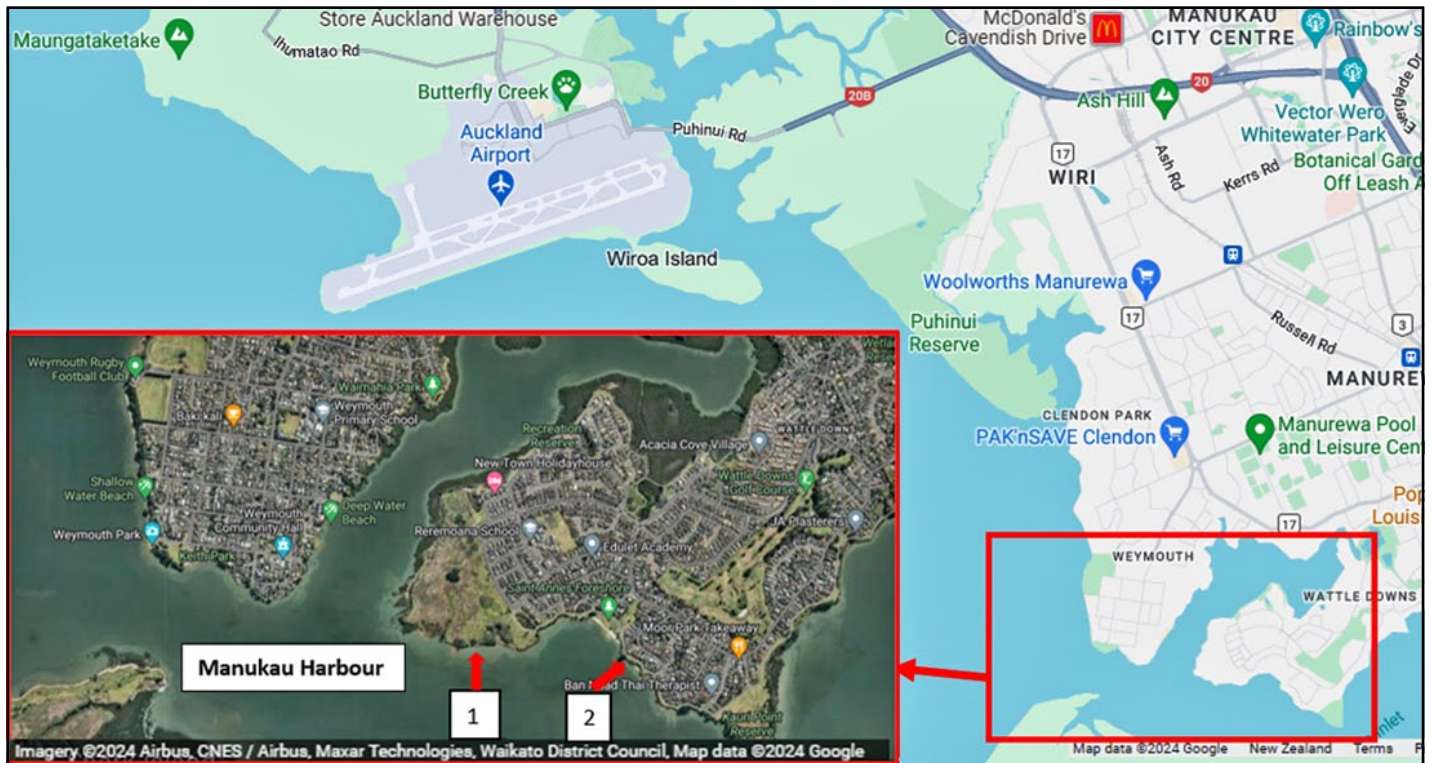 Store Auckland Warehouse
Maungataketake
Ihumatao Rd
Butterfly Creek
Auckland
Airport
Puhinui Rd
20B
Wiroa Island
McDonald's
Cavendish Drive
MANUKAU
CITY CENTRE
Rainbow's
20
Ash Hill
Vector Wero
Whitewater Park
Everglade Dr
17
WIRI
Ash Rd
Kerrs Rd
Botanical Gard
Off Leash A
Woolworths Manurewa
17
Puhinui
Reserve
Russell Rd
3
MANURE
CLENDON PARK
PAK'nSAVE Clendon
Manurewa Pool
and Leisure Cen
Pop
Louis
17
WEYMOUTH
WATTLE DOWNS
nlet
Map data ©2024 Google
New Zealand
Terms
Weymouth Rugby
Football Club
Waimahia Park
Baki kali
Weymouth
Primary School
Shallow
Water Beach
Weymouth Park
Keith Park
Weymouth
Community Hall
Deep Water
Beach
Recreation
Reserve
New Town Holidayhouse
Acacia Cove Village
WATTLE DOWNS
Wattle Downs
Golf Course
JA Plasterers
Reremoana School
Edulet Academy
Saint Annes Foreshore
Moor Park Takeaway
Thai Therapist
Kauri Point
Reserve
Manukau Harbour
1
2
Imagery ©2024 Airbus, CNES / Airbus, Maxar Technologies, Waikato District Council, Map data ©2024 Google